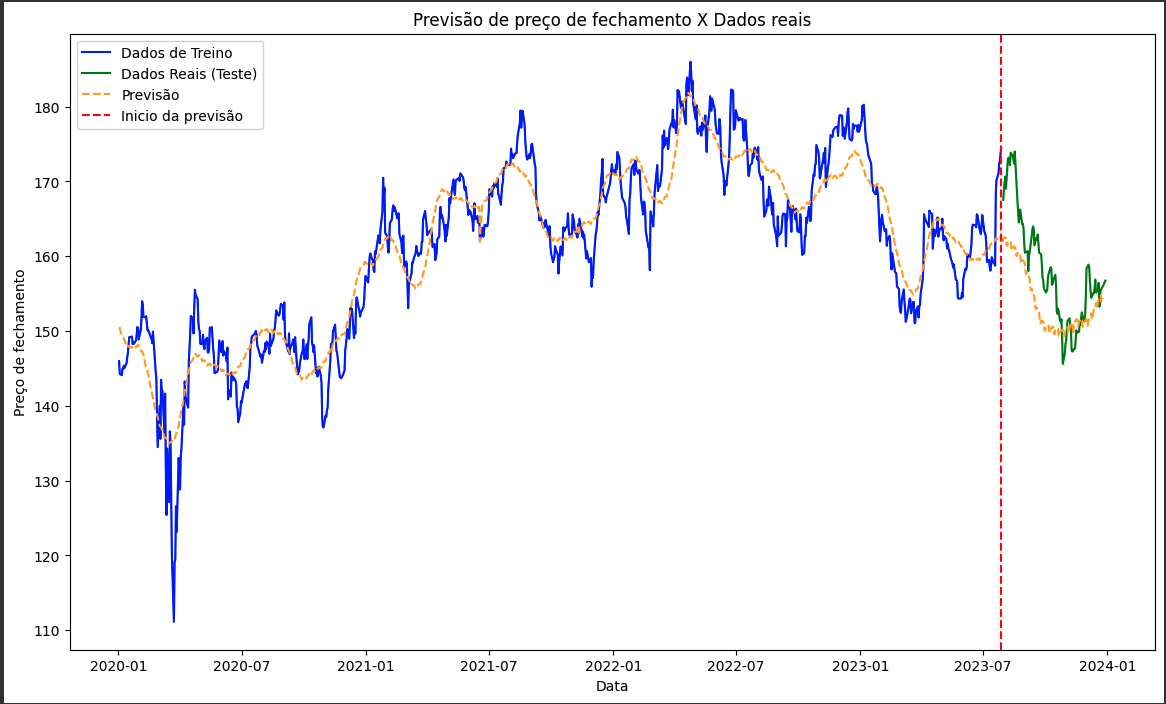 Previsão de preço de fechamento X Dados reais
Dados de Treino
Dados Reais (Teste)
Previsão
Inicio da previsão
Preço de fechamento
180
170
160
150
140
130
120
110
2020-01
2020-07
2021-01
2021-07
2022-01
2022-07
2023-01
2023-07
2024-01
Data